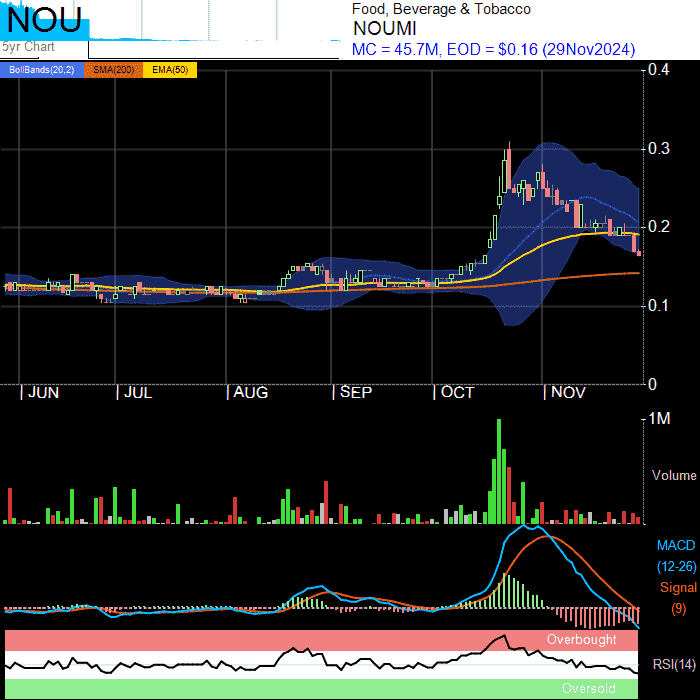 NOU
5yr Chart
Food, Beverage & Tobacco
NOUMI
MC = 45.7M, EOD = $0.16 (29Nov2024)
BollBands(20,2) SMA(200) EMA(50)
0.4
0.3
0.2
0.1
0
JUN JUL AUG SEP OCT NOV
1M
Volume
MACD
(12-26)
Signal
(9)
Overbought
RSI(14)
Oversold